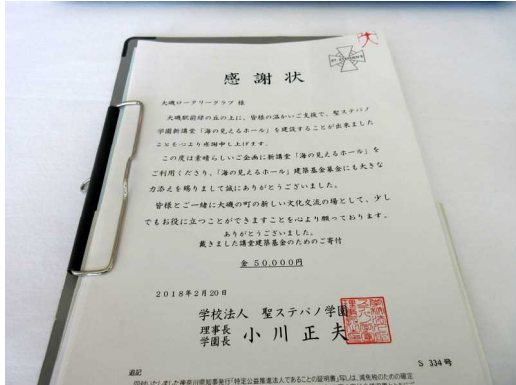 感謝状
大磯ロータリークラブ 様
大磯駅前緑の丘の上に、皆様の温かいご支援で、聖ステパノ
学園新講堂「海の見えるホール」を建設することが出来ました
ことを心より感謝申し上げます。
この度は素晴らしいご企画に新講堂「海の見えるホール」を
ご利用くださり、「海の見えるホール」建築基金募金にも大きな
力添えを賜りまして誠にありがとうございました。
皆様とご一緒に大磯の町の新しい文化交流の場として、少し
でもお役に立つことができますことを心より願っております。
ありがとうございました。
戴きました講堂建築基金のためのご寄付
金 50,000円
2018年2月20日
学校法人 聖ステパノ学園
理事長
学園長 小川正夫
S 334号
追記